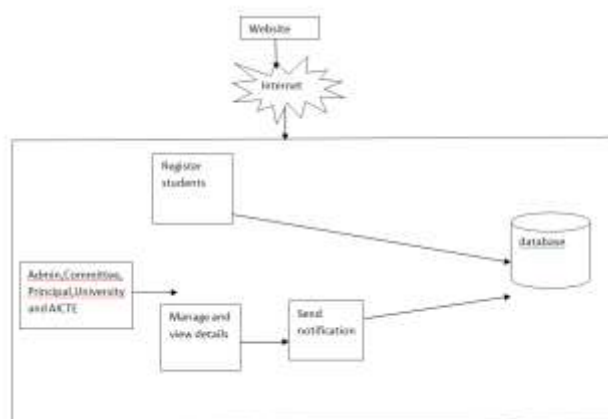 Website
Internet
Register
students
database
Admin,Committee,
Principal,University
and AICTE
Manage and
view details
Send
notification